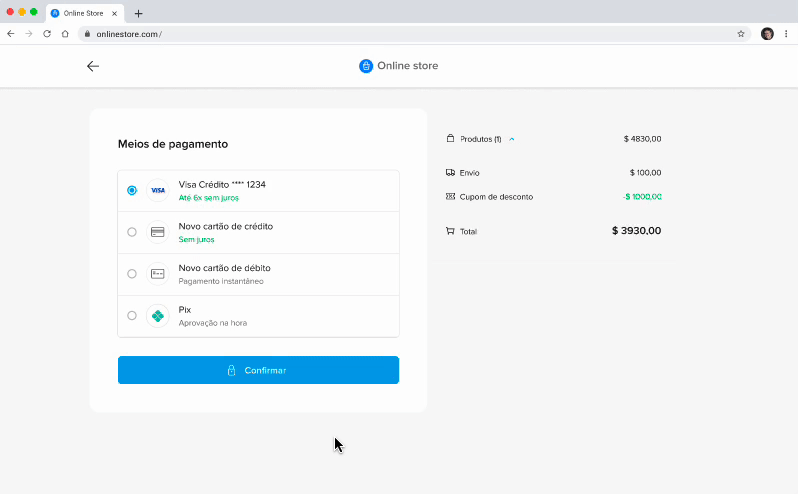 Online Store
onlinestore.com/
Online store
Meios de pagamento
VISA
Visa Crédito **** 1234
Até 6x sem juros
Novo cartão de crédito
Sem juros
Novo cartão de débito
Pagamento instantâneo
Pix
Aprovação na hora
Confirmar
Produtos (1) $ 4830,00
Envio $ 100,00
Cupom de desconto -$ 1000,00
Total $ 3930,00